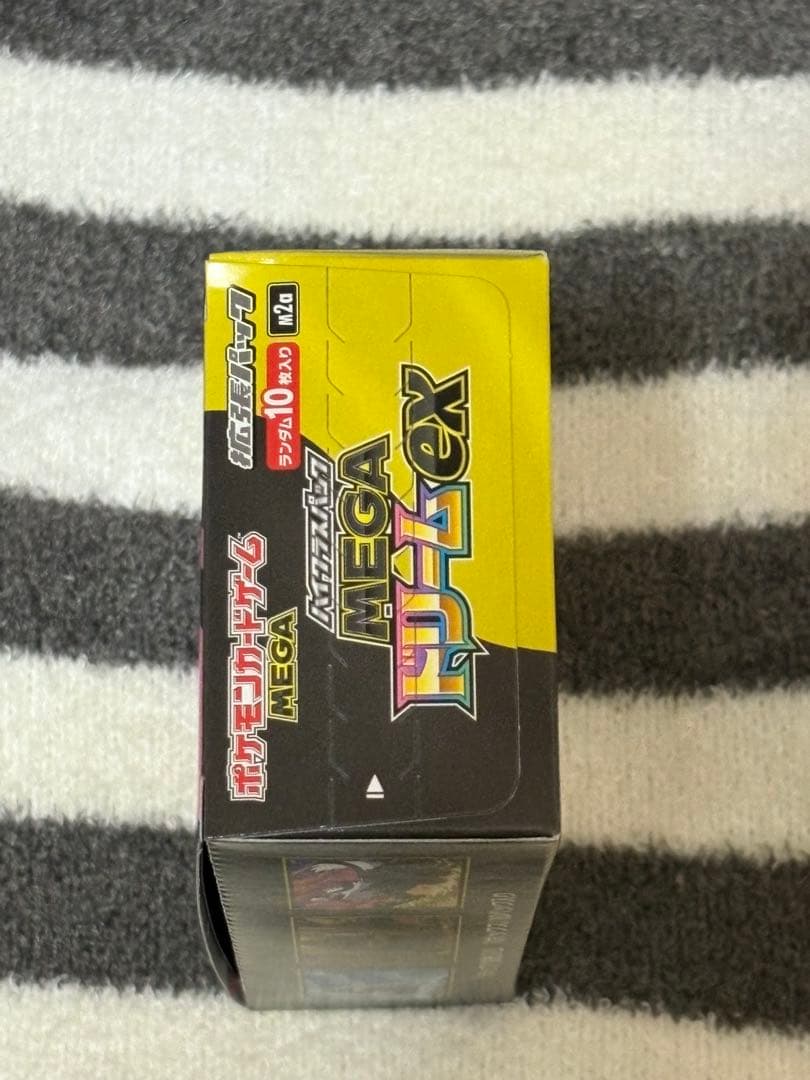 ポケモンカードゲーム
MEGA
拡張パック
ランダム10枚入り
M2a
ハイクラスパック
MEGA
ドリームex